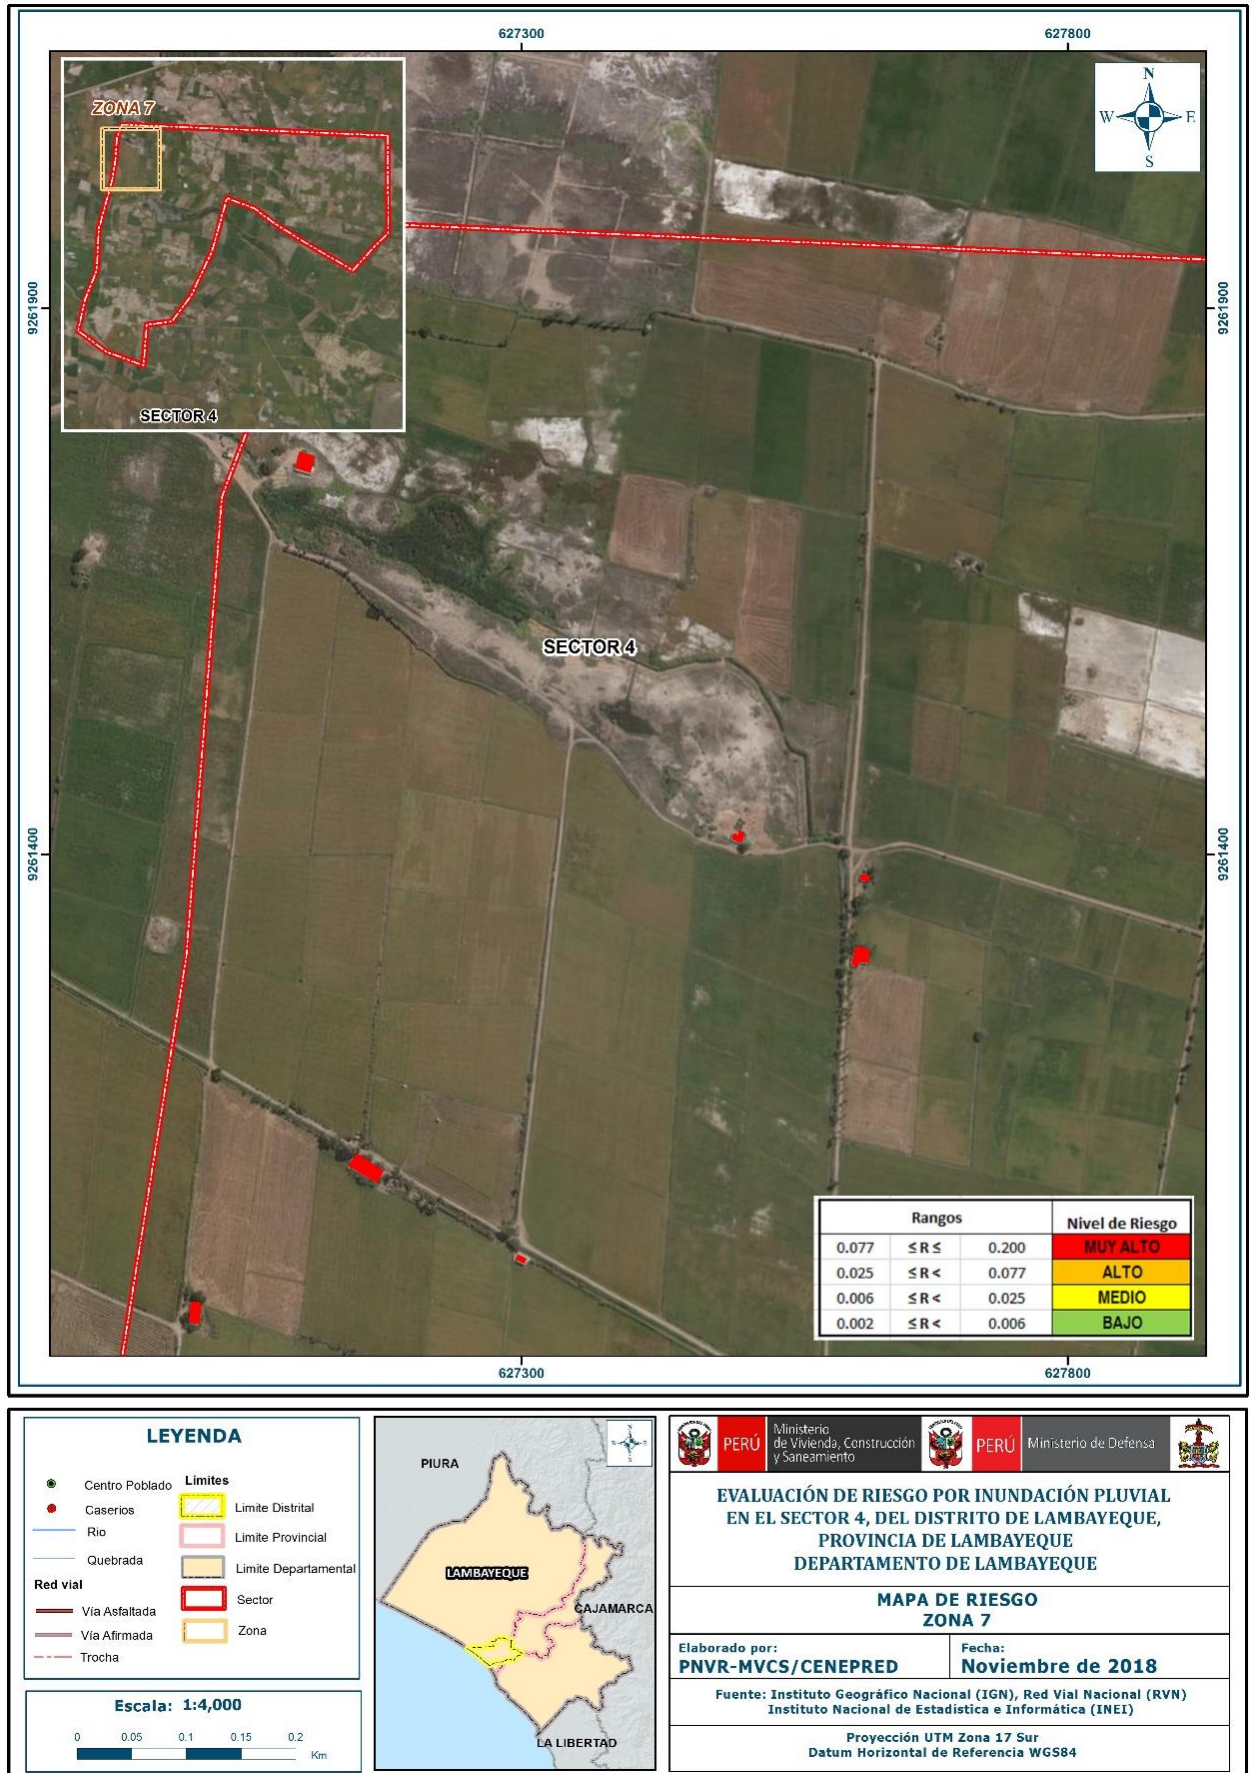 627300
627800
N
W
E
S
ZONA 7
SECTOR 4
9261900
9261900
SECTOR 4
9261400
9261400
Rangos
Nivel de Riesgo
0.077 ≤ R ≤ 0.200 MUY ALTO
0.025 ≤ R < 0.077 ALTO
0.006 ≤ R < 0.025 MEDIO
0.002 ≤ R < 0.006 BAJO
627300
627800
LEYENDA
Centro Poblado
Caserios
Rio
Quebrada
Red vial
Vía Asfaltada
Vía Afirmada
Trocha
Límites
Limite Distrital
Limite Provincial
Limite Departamental
Sector
Zona
Escala: 1:4,000
0 0.05 0.1 0.15 0.2
Km
PIURA
LAMBAYEQUE
CAJAMARCA
LA LIBERTAD
PERÚ
Ministerio
de Vivienda, Construcción
y Saneamiento
PERÚ
Ministerio de Defensa
EVALUACIÓN DE RIESGO POR INUNDACIÓN PLUVIAL
EN EL SECTOR 4, DEL DISTRITO DE LAMBAYEQUE,
PROVINCIA DE LAMBAYEQUE
DEPARTAMENTO DE LAMBAYEQUE
MAPA DE RIESGO
ZONA 7
Elaborado por:
PNVR-MVCS/CENEPRED
Fecha:
Noviembre de 2018
Fuente: Instituto Geográfico Nacional (IGN), Red Vial Nacional (RVN)
Instituto Nacional de Estadística e Informática (INEI)
Proyección UTM Zona 17 Sur
Datum Horizontal de Referencia WGS84